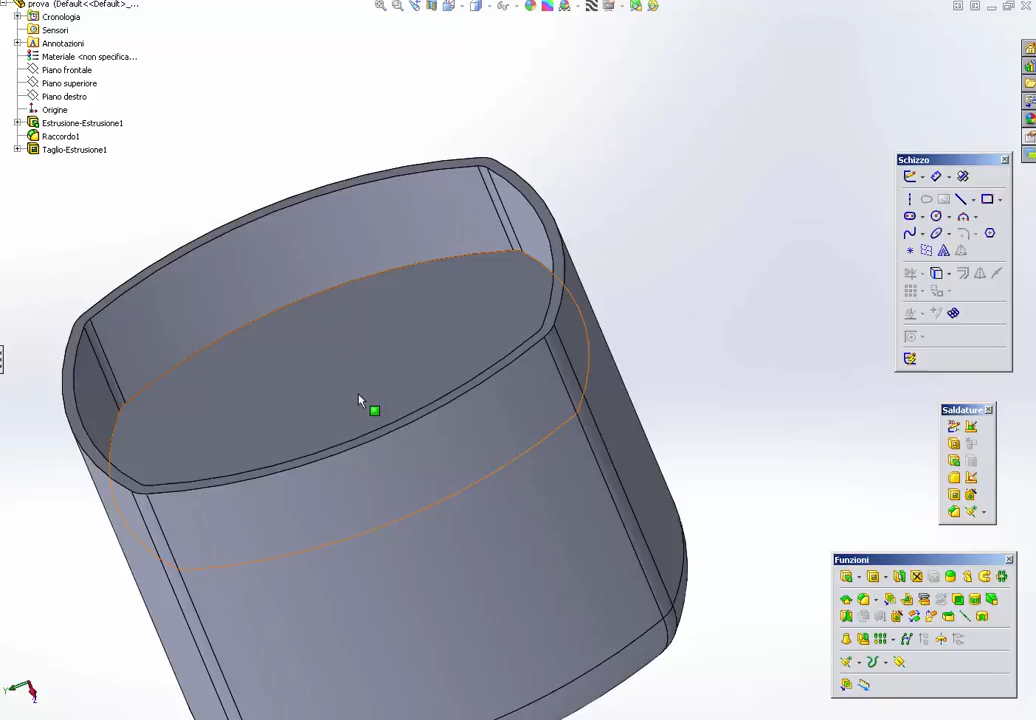 prova (Default<<Default>_...
Cronologia
Sensori
Annotazioni
Materiale <non specifica...
Piano frontale
Piano superiore
Piano destro
Origine
Estrusione-Estrusione1
Raccordo1
Taglio-Estrusione1
Schizzo
Saldature
3D
Funzioni
Y
Z